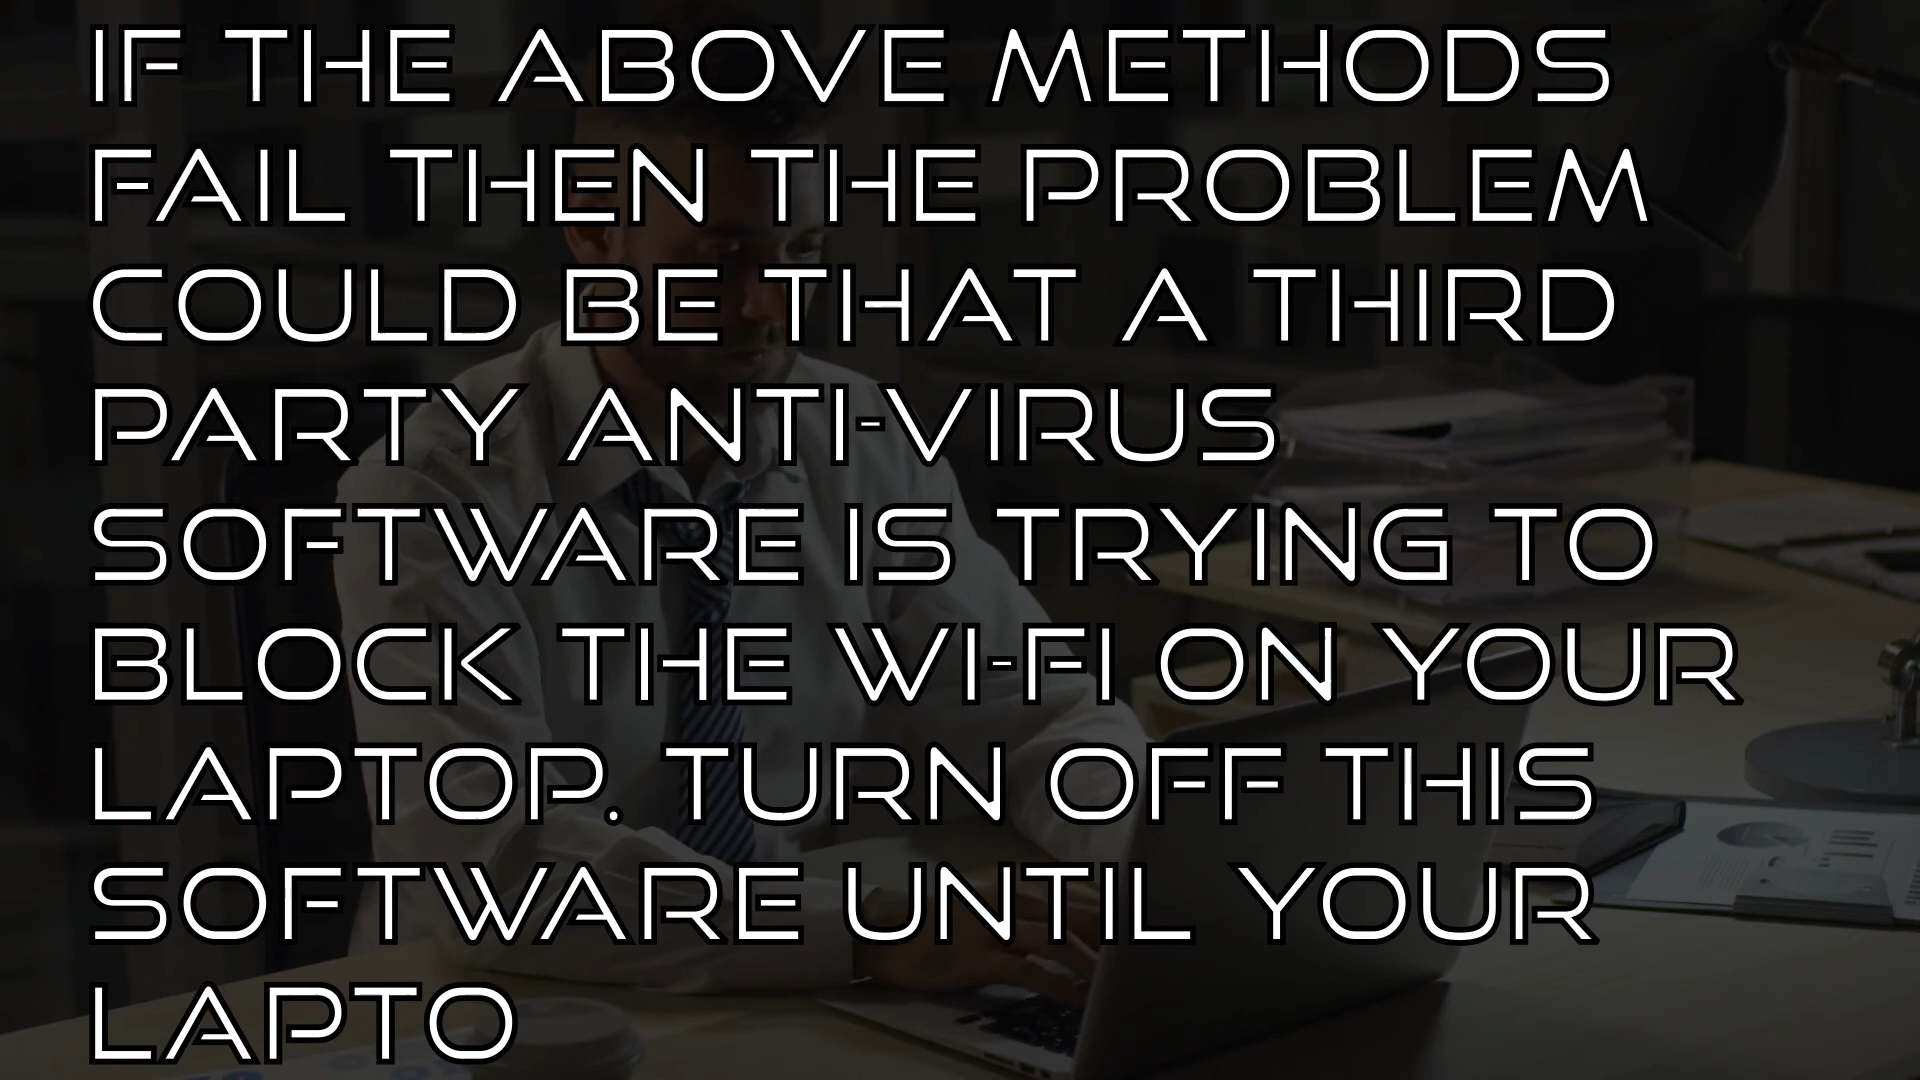 IF THE ABOVE METHODS
FAIL THEN THE PROBLEM
COULD BE THAT A THIRD
PARTY ANTI-VIRUS
SOFTWARE IS TRYING TO
BLOCK THE WI-FI ON YOUR
LAPTOP. TURN OFF THIS
SOFTWARE UNTIL YOUR
LAPTO